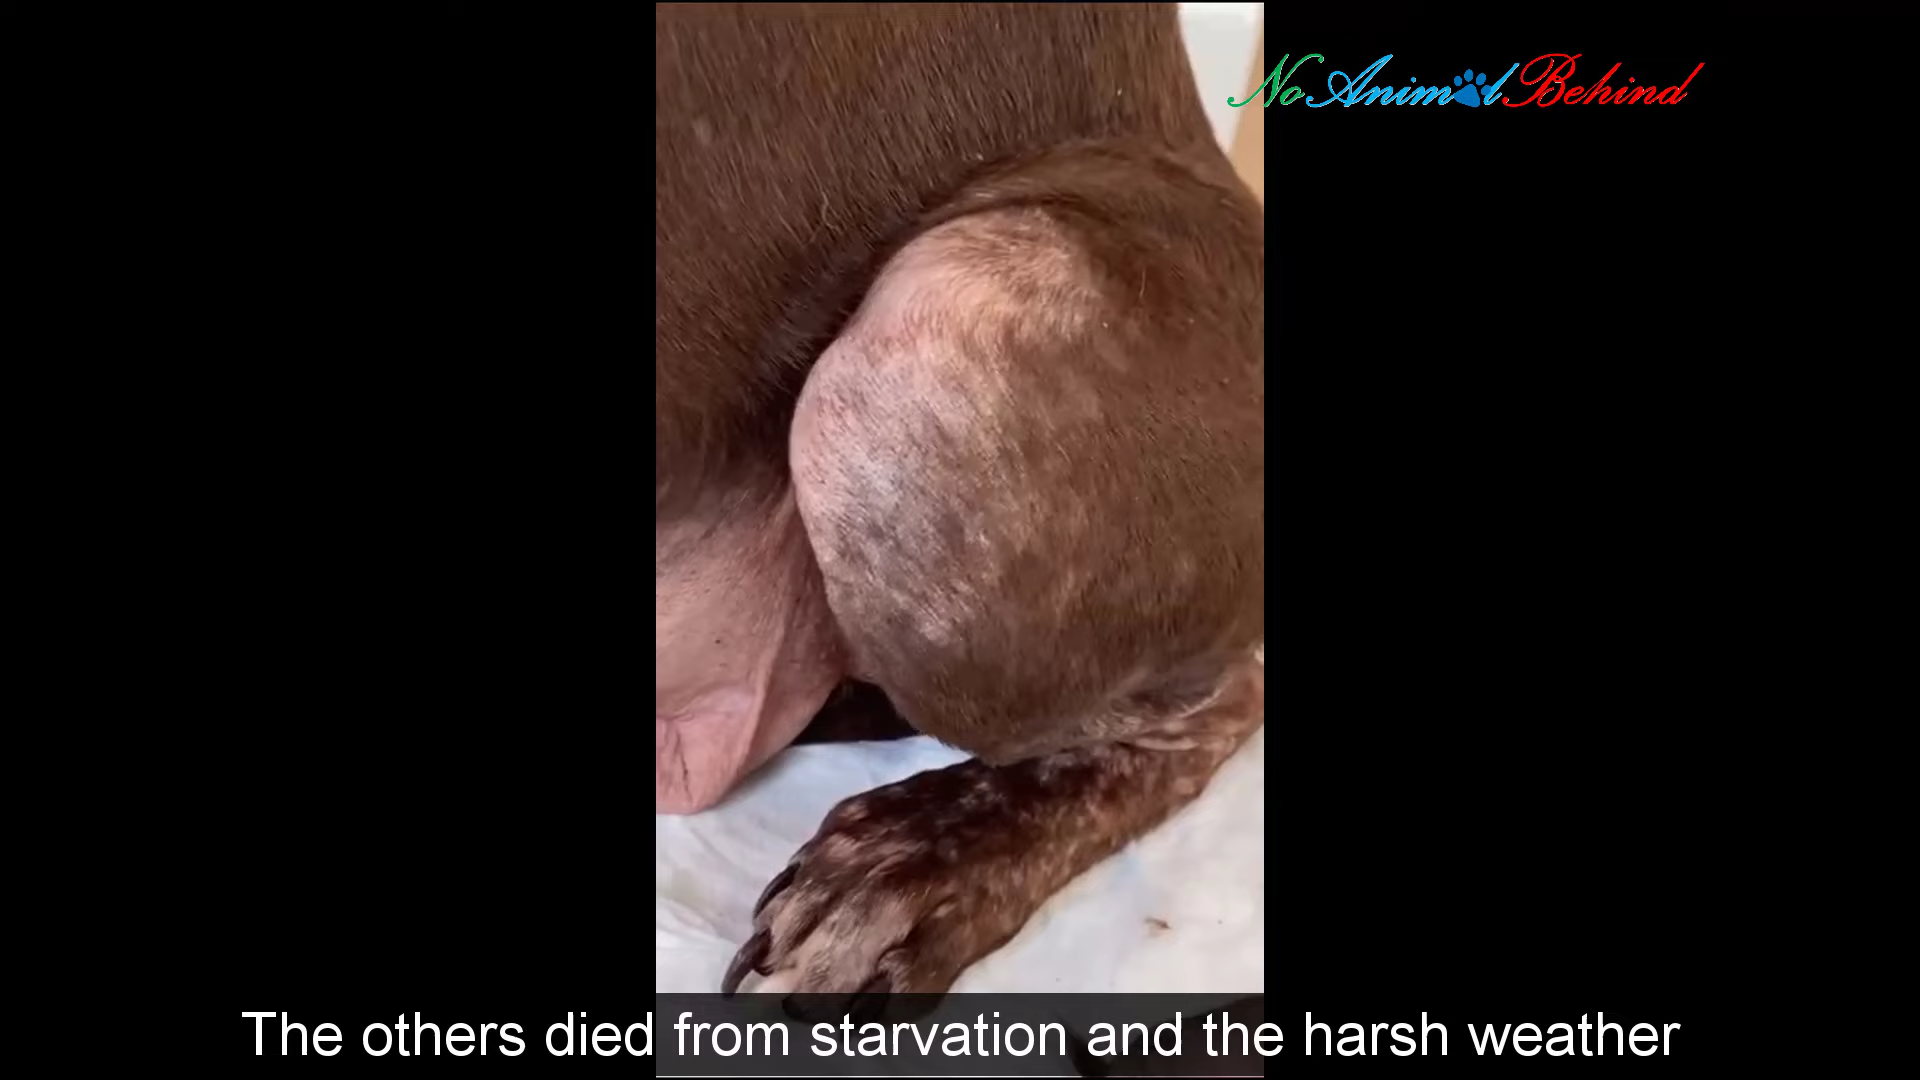 NoAnimalBehind
The others died from starvation and the harsh weather